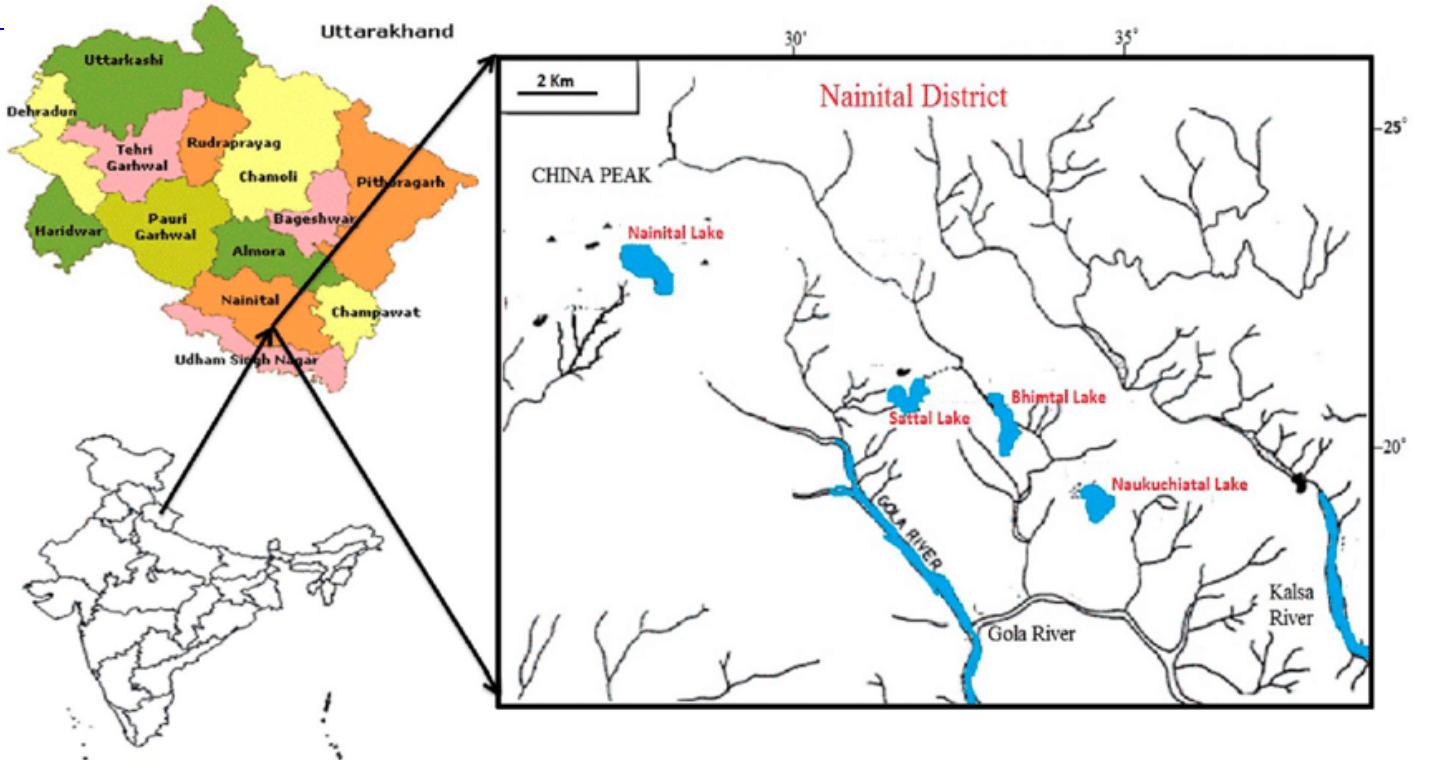 Uttarakhand
Uttarkashi
Dehradun
Tehri
Garhwal
Rudraprayag
Chamoli
Pithoragarh
Haridwar
Pauri
Garhwal
Bageshwar
Almora
Nainital
Champawat
Udham Singh Nagar
30°
35°
2 Km
Nainital District
25°
CHINA PEAK
Nainital Lake
Bhimtal Lake
Sattal Lake
20°
Naukuchiatal Lake
GOLA RIVER
Kalsa
River
Gola River